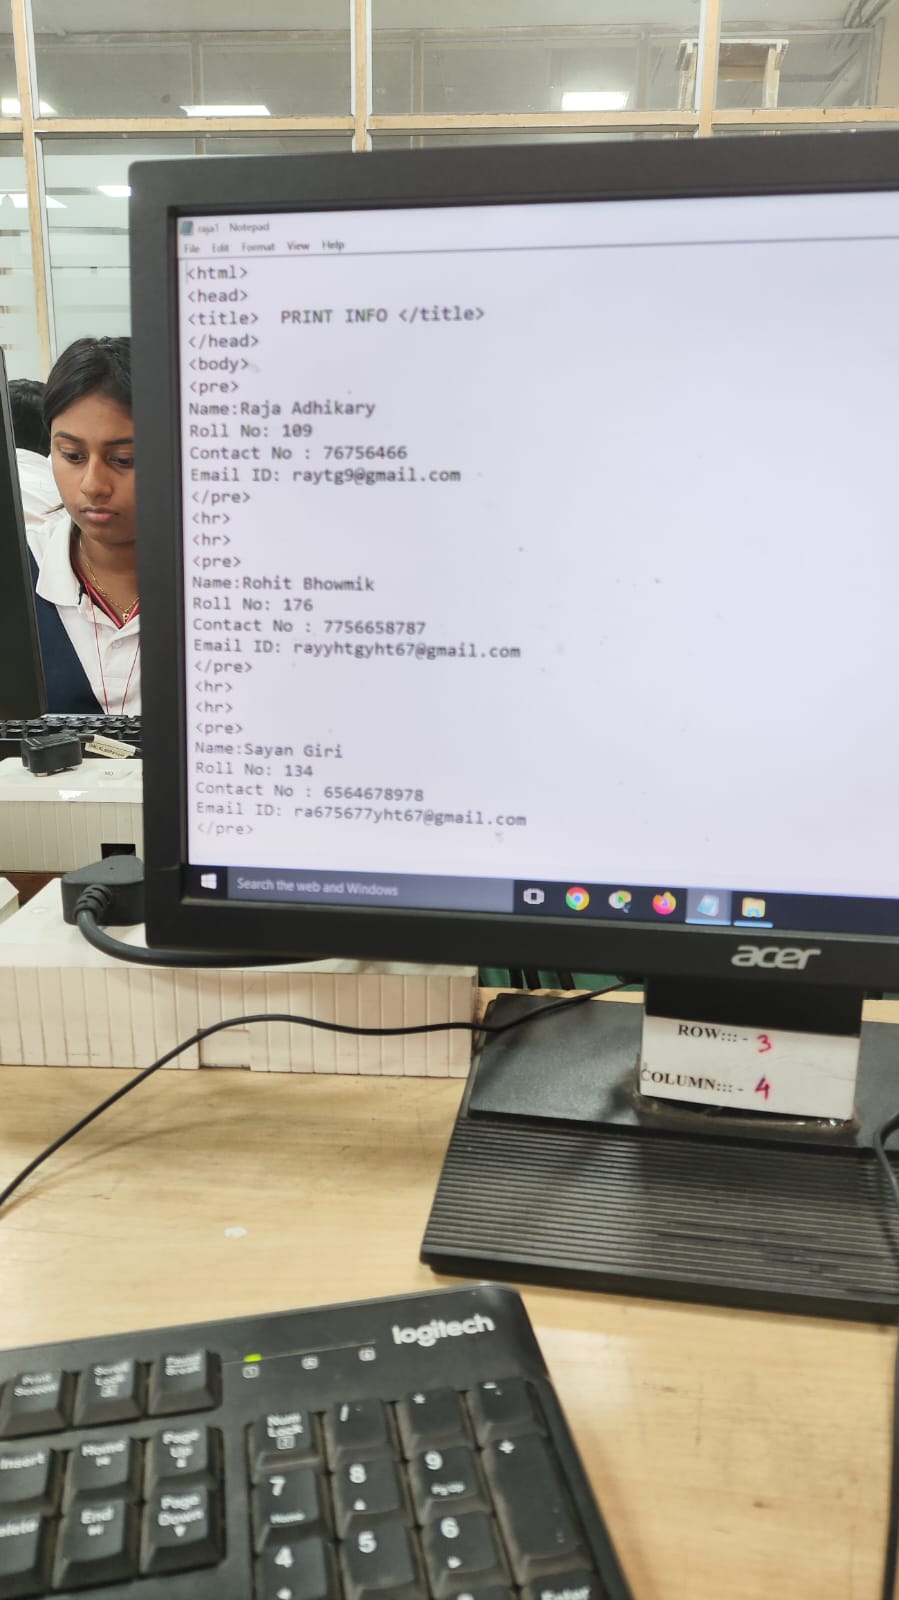 raja1 - Notepad
File Edit Format View Help
<html>
<head>
<title>  PRINT INFO </title>
</head>
<body>
<pre>
Name:Raja Adhikary
Roll No: 109
Contact No : 76756466
Email ID: raytg9@gmail.com
</pre>
<hr>
<hr>
<pre>
Name:Rohit Bhowmik
Roll No: 176
Contact No : 7756658787
Email ID: rayyhtgyht67@gmail.com
</pre>
<hr>
<hr>
<pre>
Name:Sayan Giri
Roll No: 134
Contact No : 6564678978
Email ID: ra675677yht67@gmail.com
</pre>
Search the web and Windows
acer
ROW:::- 3
COLUMN:::- 4
logitech
Print Screen Scroll Lock Pause Break
Num Lock / * -
Insert Home Page Up 7 Home 8 9 PgUp +
End Page Down 4 5 6
Enter